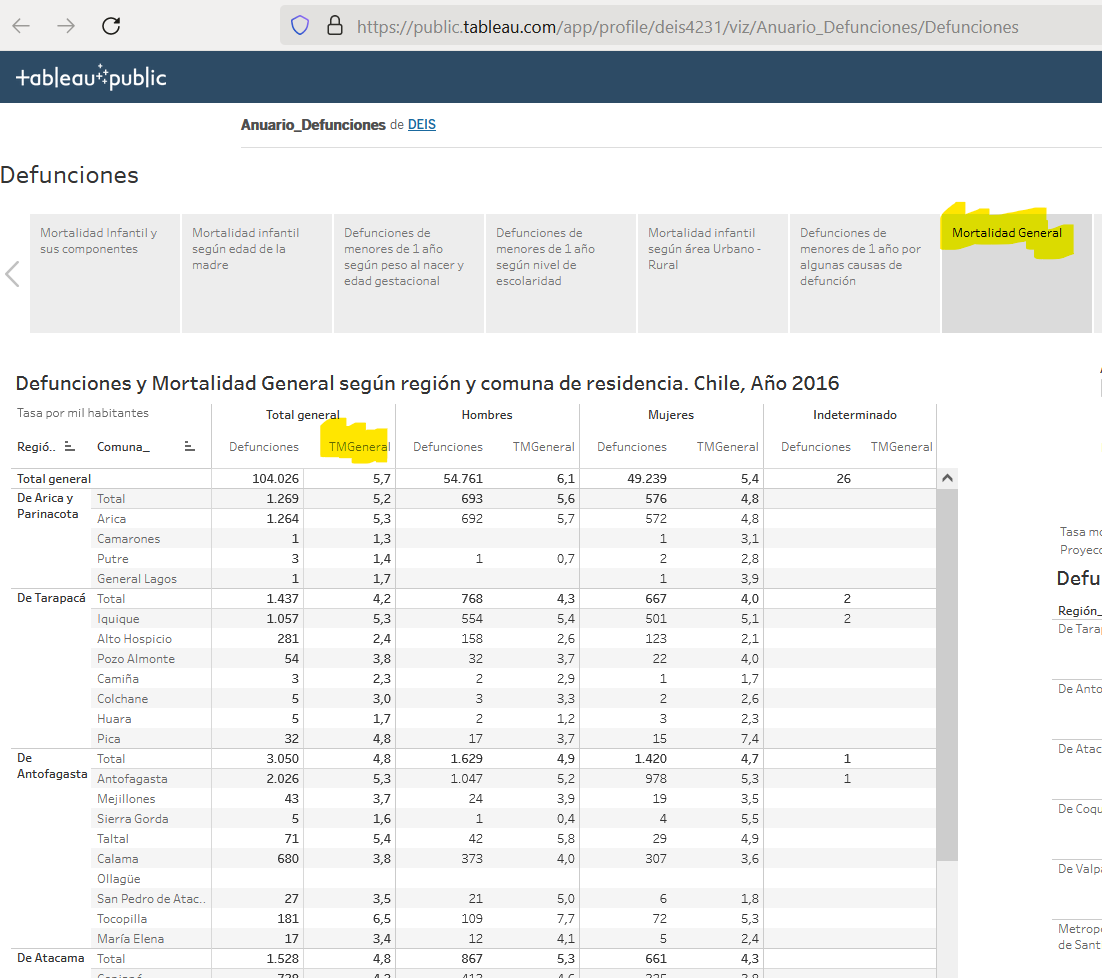 https://public.tableau.com/app/profile/deis4231/viz/Anuario_Defunciones/Defunciones
+ableau public
Anuario_Defunciones de DEIS
Defunciones
Mortalidad Infantil y
sus componentes
Mortalidad infantil
según edad de la
madre
Defunciones de
menores de 1 año
según peso al nacer y
edad gestacional
Defunciones de
menores de 1 año
según nivel de
escolaridad
Mortalidad infantil
según área Urbano -
Rural
Defunciones de
menores de 1 año por
algunas causas de
defunción
Mortalidad General
Defunciones y Mortalidad General según región y comuna de residencia. Chile, Año 2016
Tasa por mil habitantes
Total general Hombres Mujeres Indeterminado
Regió.. Comuna_ Defunciones TMGeneral Defunciones TMGeneral Defunciones TMGeneral Defunciones TMGeneral
Total general 104.026 5,7 54.761 6,1 49.239 5,4 26
De Arica y
Parinacota
Total 1.269 5,2 693 5,6 576 4,8
Arica 1.264 5,3 692 5,7 572 4,8
Camarones 1 1,3 1 3,1
Putre 3 1,4 1 0,7 2 2,8
General Lagos 1 1,7 1 3,9
De Tarapacá Total 1.437 4,2 768 4,3 667 4,0 2
Iquique 1.057 5,3 554 5,4 501 5,1 2
Alto Hospicio 281 2,4 158 2,6 123 2,1
Pozo Almonte 54 3,8 32 3,7 22 4,0
Camiña 3 2,3 2 2,9 1 1,7
Colchane 5 3,0 3 3,3 2 2,6
Huara 5 1,7 2 1,2 3 2,3
Pica 32 4,8 17 3,7 15 7,4
De
Antofagasta
Total 3.050 4,8 1.629 4,9 1.420 4,7 1
Antofagasta 2.026 5,3 1.047 5,2 978 5,3 1
Mejillones 43 3,7 24 3,9 19 3,5
Sierra Gorda 5 1,6 1 0,4 4 5,5
Taltal 71 5,4 42 5,8 29 4,9
Calama 680 3,8 373 4,0 307 3,6
Ollagüe
San Pedro de Atac.. 27 3,5 21 5,0 6 1,8
Tocopilla 181 6,5 109 7,7 72 5,3
María Elena 17 3,4 12 4,1 5 2,4
De Atacama Total 1.528 4,8 867 5,3 661 4,3
Tasa mo
Proyecc
Defu
Región_
De Tara
De Anto
De Atac
De Coqu
De Valpa
Metropo
de Sant